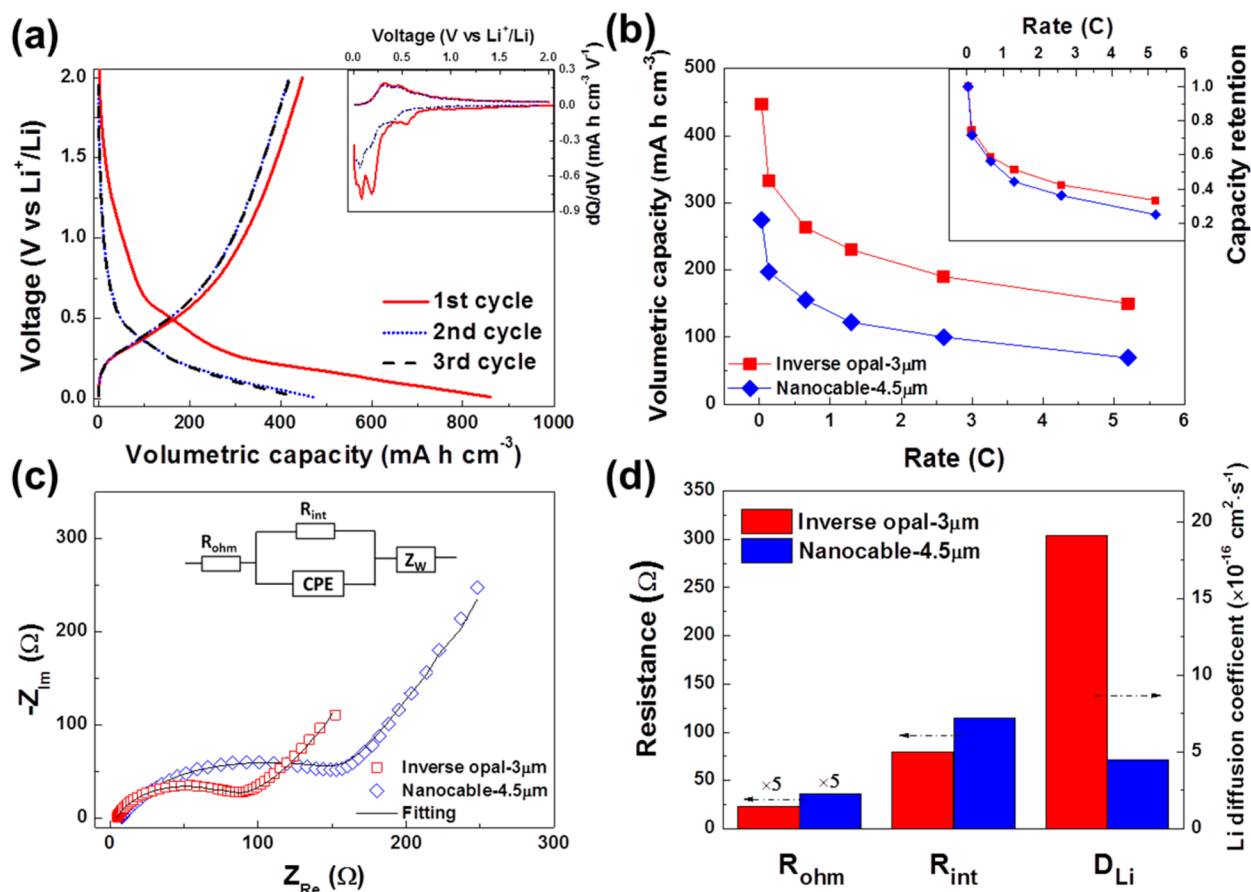 (a)
Voltage (V vs Li⁺/Li)
0.0 0.5 1.0 1.5 2.0
0.3
0.0
-0.3
-0.6
-0.9
dQ/dV (mA h cm⁻³ V⁻¹)
2.0
1.5
1.0
0.5
0.0
Voltage (V vs Li⁺/Li)
1st cycle
2nd cycle
3rd cycle
0 200 400 600 800 1000
Volumetric capacity (mA h cm⁻³)
(b)
Rate (C)
0 1 2 3 4 5 6
1.0
0.8
0.6
0.4
0.2
Capacity retention
500
450
400
350
300
250
200
150
100
50
0
Volumetric capacity (mA h cm⁻³)
Inverse opal-3μm
Nanocable-4.5μm
0 1 2 3 4 5 6
Rate (C)
(c)
300
200
100
0
-Z_Im (Ω)
R_int
R_ohm
CPE
Z_W
Inverse opal-3μm
Nanocable-4.5μm
Fitting
0 100 200 300
Z_Re (Ω)
(d)
350
300
250
200
150
100
50
0
Resistance (Ω)
Inverse opal-3μm
Nanocable-4.5μm
×5
×5
20
15
10
5
0
Li diffusion coefficent (×10⁻¹⁶ cm²·s⁻¹)
R_ohm R_int D_Li